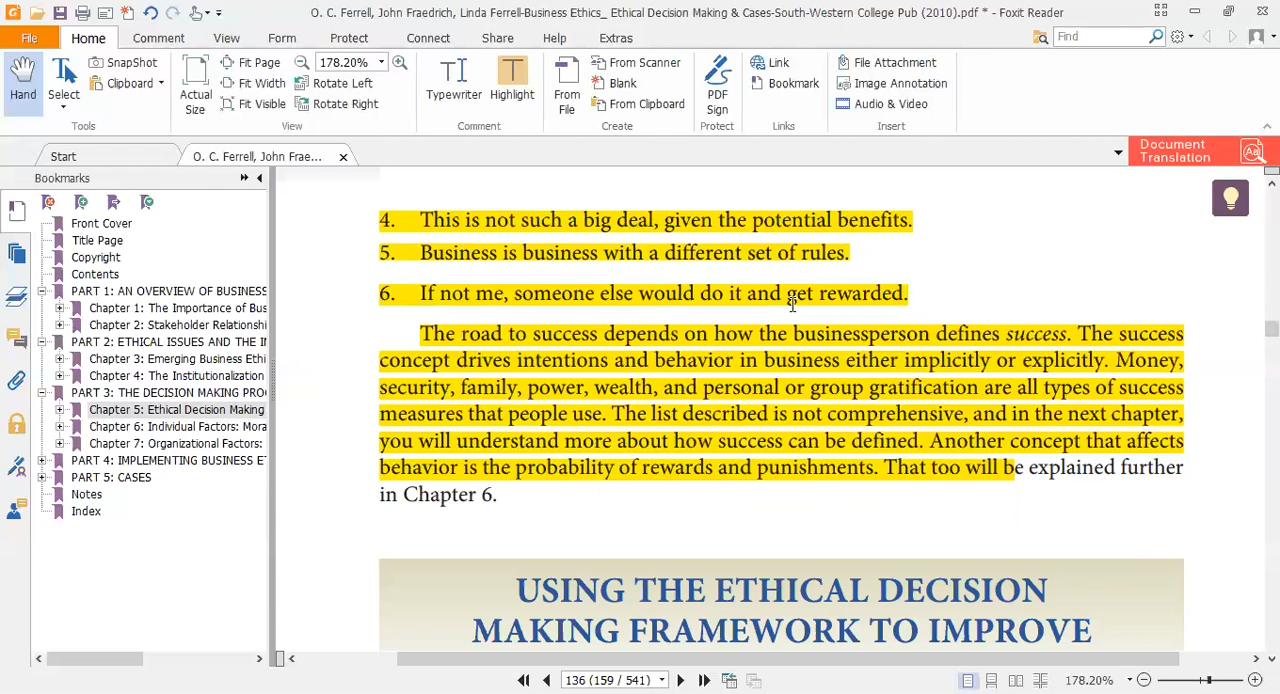 O. C. Ferrell, John Fraedrich, Linda Ferrell-Business Ethics_ Ethical Decision Making & Cases-South-Western College Pub (2010).pdf * - Foxit Reader
File Home Comment View Form Protect Connect Share Help Extras Find
Hand
Select
SnapShot
Clipboard
Actual Size
Fit Page
Fit Width
Fit Visible
178.20%
Rotate Left
Rotate Right
Typewriter
Highlight
From File
From Scanner
Blank
From Clipboard
PDF Sign
Link
Bookmark
File Attachment
Image Annotation
Audio & Video
Tools View Comment Create Protect Links Insert
Start O. C. Ferrell, John Frae... Document Translation
Bookmarks
Front Cover
Title Page
Copyright
Contents
PART 1: AN OVERVIEW OF BUSINESS
Chapter 1: The Importance of Bus
Chapter 2: Stakeholder Relationshi
PART 2: ETHICAL ISSUES AND THE I
Chapter 3: Emerging Business Ethi
Chapter 4: The Institutionalization
PART 3: THE DECISION MAKING PRO
Chapter 5: Ethical Decision Making
Chapter 6: Individual Factors: Mora
Chapter 7: Organizational Factors:
PART 4: IMPLEMENTING BUSINESS ET
PART 5: CASES
Notes
Index
4. This is not such a big deal, given the potential benefits.
5. Business is business with a different set of rules.
6. If not me, someone else would do it and get rewarded.
The road to success depends on how the businessperson defines success. The success
concept drives intentions and behavior in business either implicitly or explicitly. Money,
security, family, power, wealth, and personal or group gratification are all types of success
measures that people use. The list described is not comprehensive, and in the next chapter,
you will understand more about how success can be defined. Another concept that affects
behavior is the probability of rewards and punishments. That too will be explained further
in Chapter 6.
USING THE ETHICAL DECISION
MAKING FRAMEWORK TO IMPROVE
136 (159 / 541) 178.20%